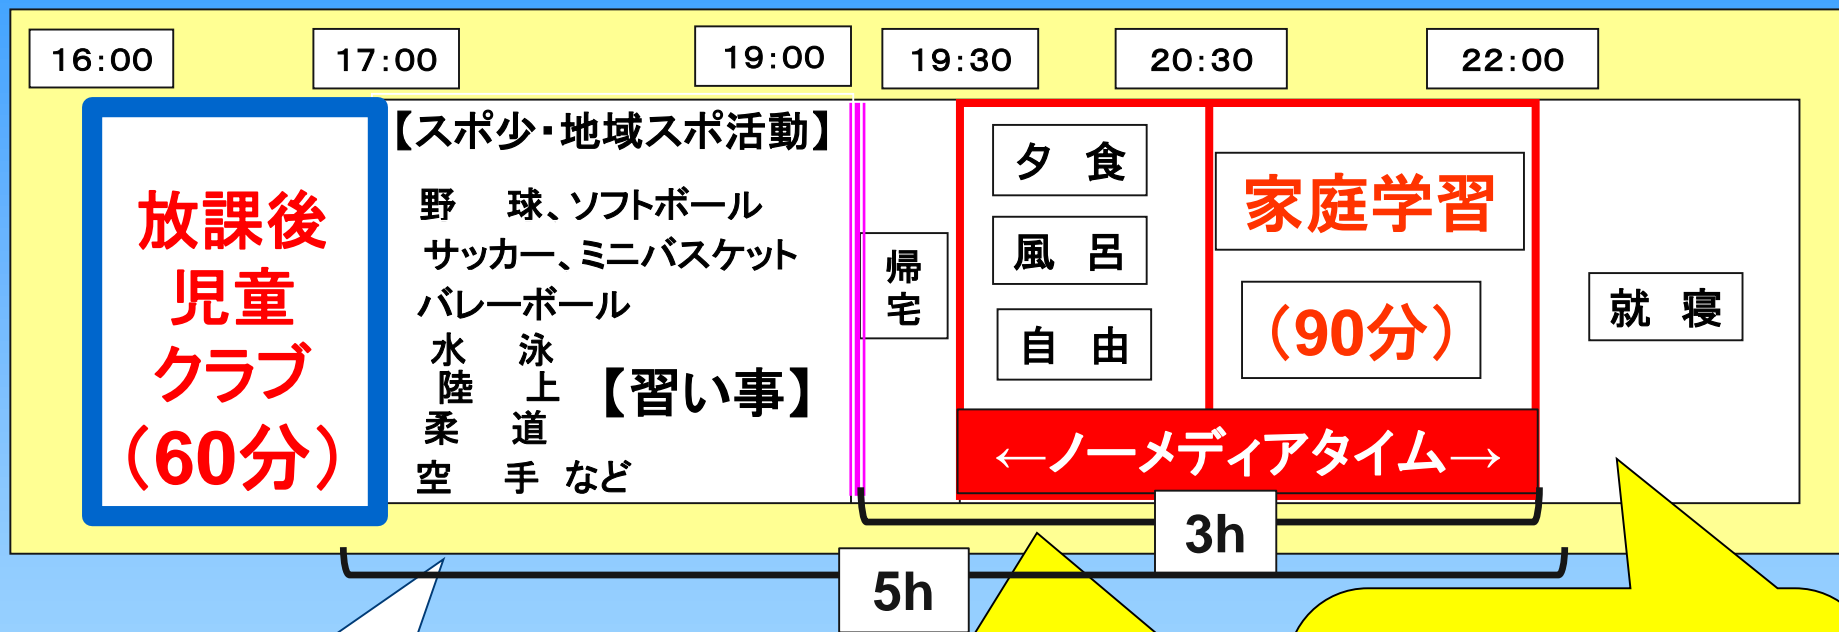 16:00
17:00
19:00
19:30
20:30
22:00
放課後
児童
クラブ
（60分）
【スポ少・地域スポ活動】
野　球、ソフトボール
サッカー、ミニバスケット
バレーボール
水　泳
陸　上
柔　道
空　手　など
【習い事】
帰
宅
夕　食
風　呂
自　由
家庭学習
（90分）
←ノーメディアタイム→
就　寝
3h
5h